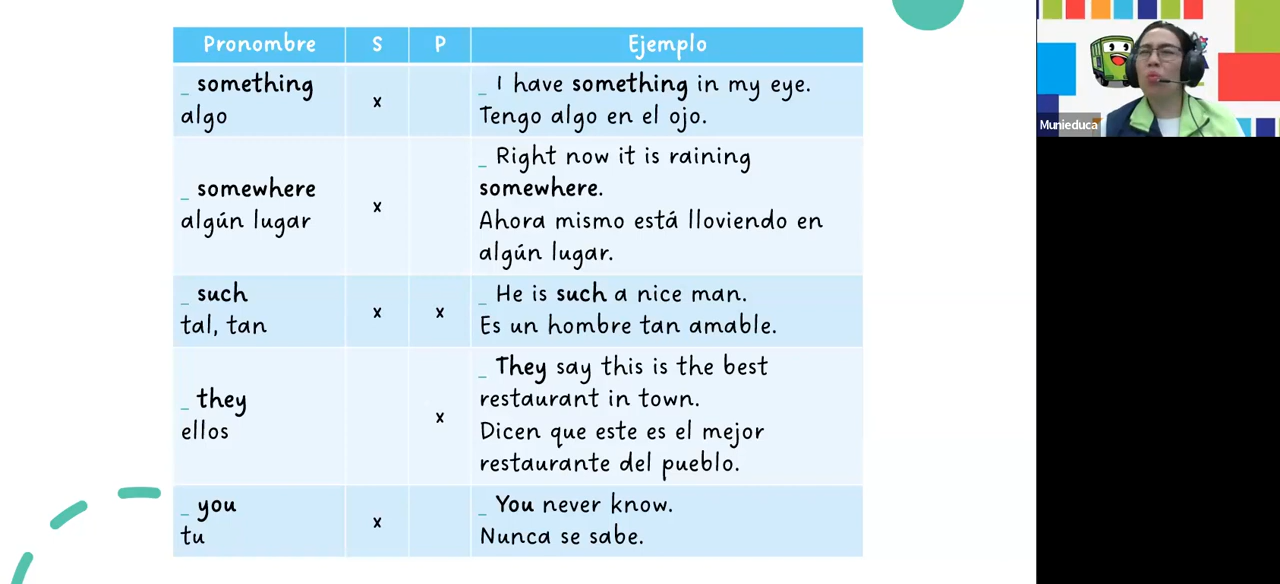 Pronombre S P Ejemplo
_ something
algo
x
_ I have something in my eye.
Tengo algo en el ojo.
_ somewhere
algún lugar
x
_ Right now it is raining
somewhere.
Ahora mismo está lloviendo en
algún lugar.
_ such
tal, tan
x x
_ He is such a nice man.
Es un hombre tan amable.
_ they
ellos
x
_ They say this is the best
restaurant in town.
Dicen que este es el mejor
restaurante del pueblo.
_ you
tu
x
_ You never know.
Nunca se sabe.
Munieduca